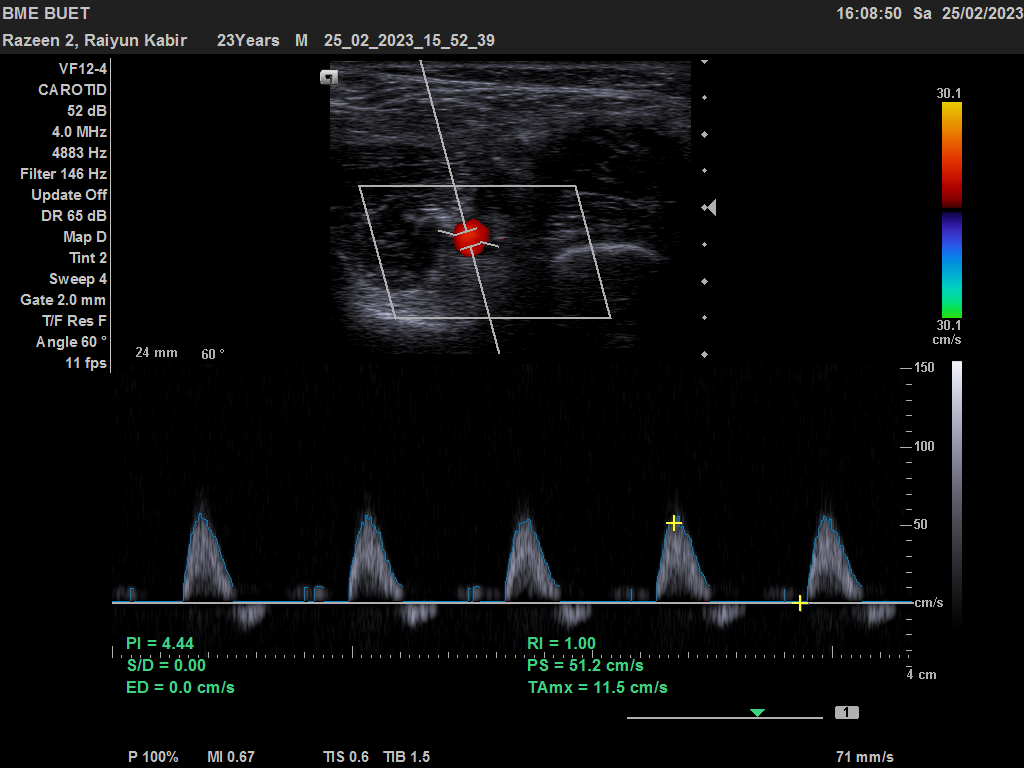 BME BUET
16:08:50 Sa 25/02/2023
Razeen 2, Raiyun Kabir 23Years M 25_02_2023_15_52_39
VF12-4
CAROTID
52 dB
4.0 MHz
4883 Hz
Filter 146 Hz
Update Off
DR 65 dB
Map D
Tint 2
Sweep 4
Gate 2.0 mm
T/F Res F
Angle 60 °
11 fps
24 mm 60 °
30.1
30.1
cm/s
150
100
50
cm/s
4 cm
PI = 4.44
S/D = 0.00
ED = 0.0 cm/s
RI = 1.00
PS = 51.2 cm/s
TAmx = 11.5 cm/s
1
P 100% MI 0.67 TIS 0.6 TIB 1.5 71 mm/s